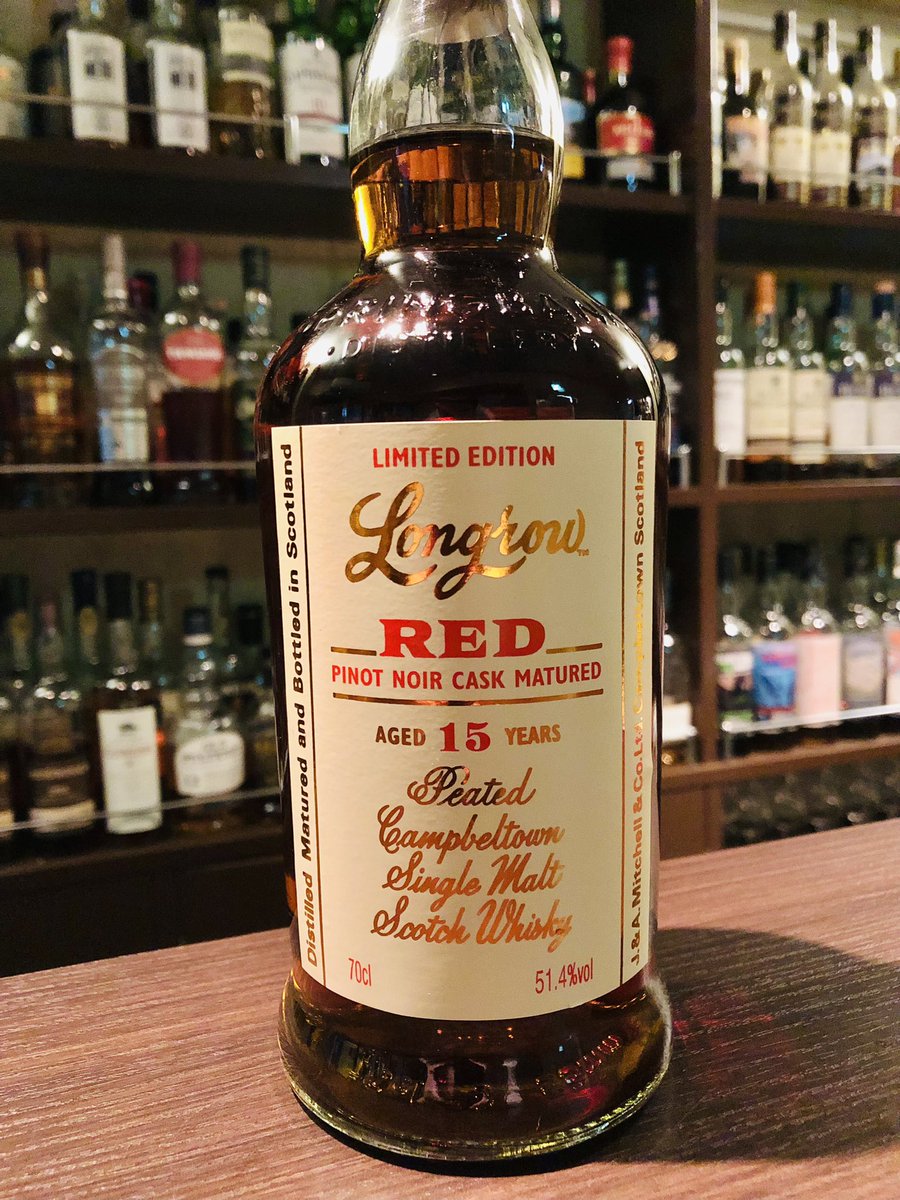 LIMITED EDITION
Longrow™
RED
PINOT NOIR CASK MATURED
AGED 15 YEARS
Peated
Campbeltown
Single Malt
Scotch Whisky
70cl
51.4%vol
Distilled Matured and Bottled in Scotland
J.&A.Mitchell & Co.Ltd.Campbeltown Scotland